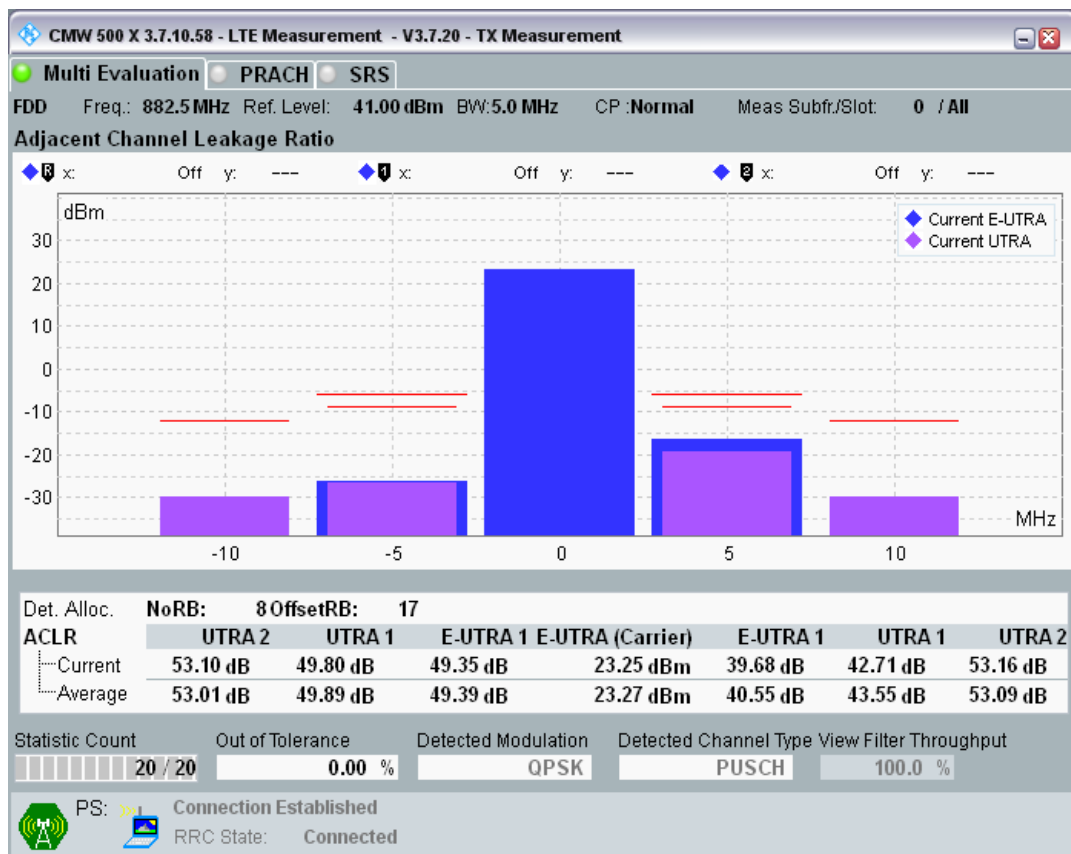 CMW 500 X 3.7.10.58 - LTE Measurement - V3.7.20 - TX Measurement
Multi Evaluation PRACH SRS
FDD Freq.: 882.5 MHz Ref. Level: 41.00 dBm BW:5.0 MHz CP :Normal Meas Subfr./Slot: 0 / All
Adjacent Channel Leakage Ratio
R x: Off y: --- 1 x: Off y: --- 2 x: Off y: ---
dBm
Current E-UTRA
Current UTRA
30
20
10
0
-10
-20
-30
MHz
-10 -5 0 5 10
Det. Alloc. NoRB: 8 OffsetRB: 17
ACLR UTRA 2 UTRA 1 E-UTRA 1 E-UTRA (Carrier) E-UTRA 1 UTRA 1 UTRA 2
Current 53.10 dB 49.80 dB 49.35 dB 23.25 dBm 39.68 dB 42.71 dB 53.16 dB
Average 53.01 dB 49.89 dB 49.39 dB 23.27 dBm 40.55 dB 43.55 dB 53.09 dB
Statistic Count Out of Tolerance Detected Modulation Detected Channel Type View Filter Throughput
20 / 20 0.00 % QPSK PUSCH 100.0 %
PS: Connection Established
RRC State: Connected